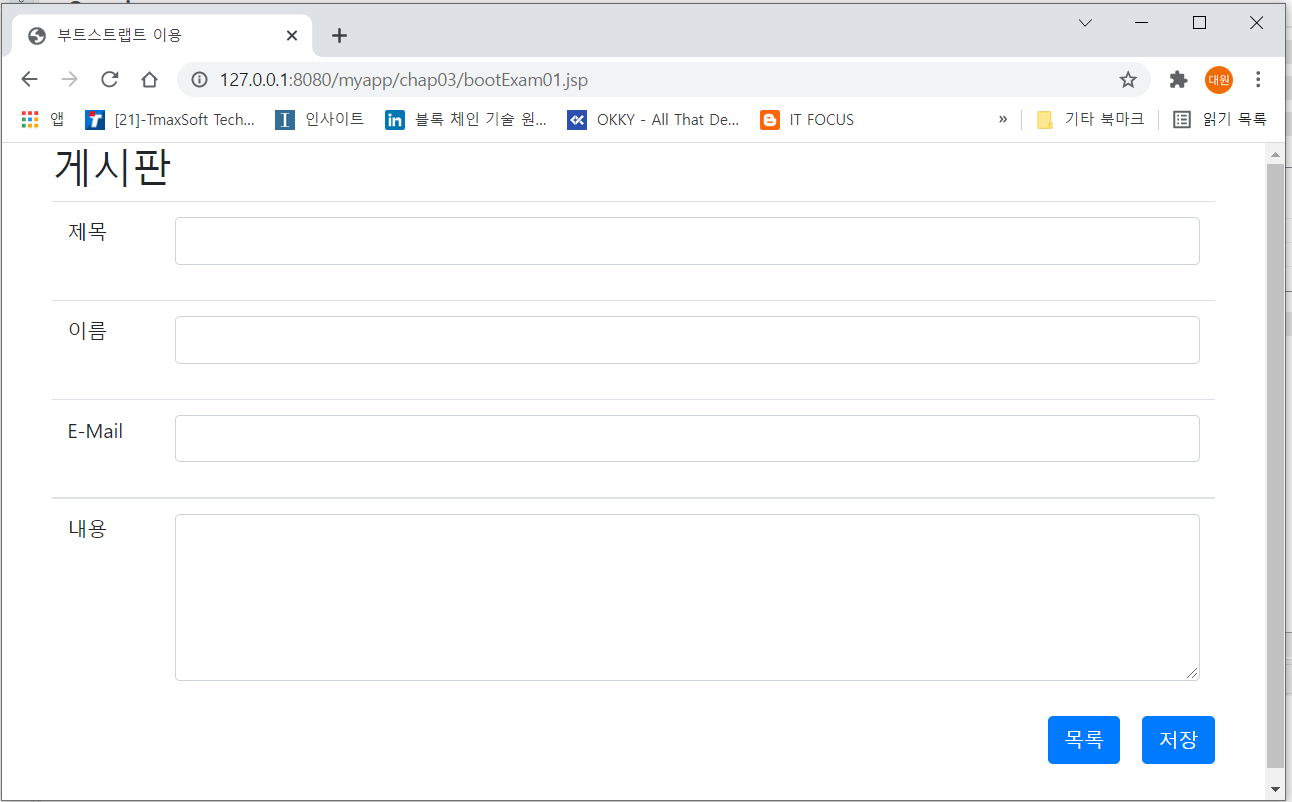 부트스트랩트 이용
127.0.0.1:8080/myapp/chap03/bootExam01.jsp
대원
앱 [21]-TmaxSoft Tech... 인사이트 블록 체인 기술 원... OKKY - All That De... IT FOCUS » 기타 북마크 읽기 목록
게시판
제목
이름
E-Mail
내용
목록 저장